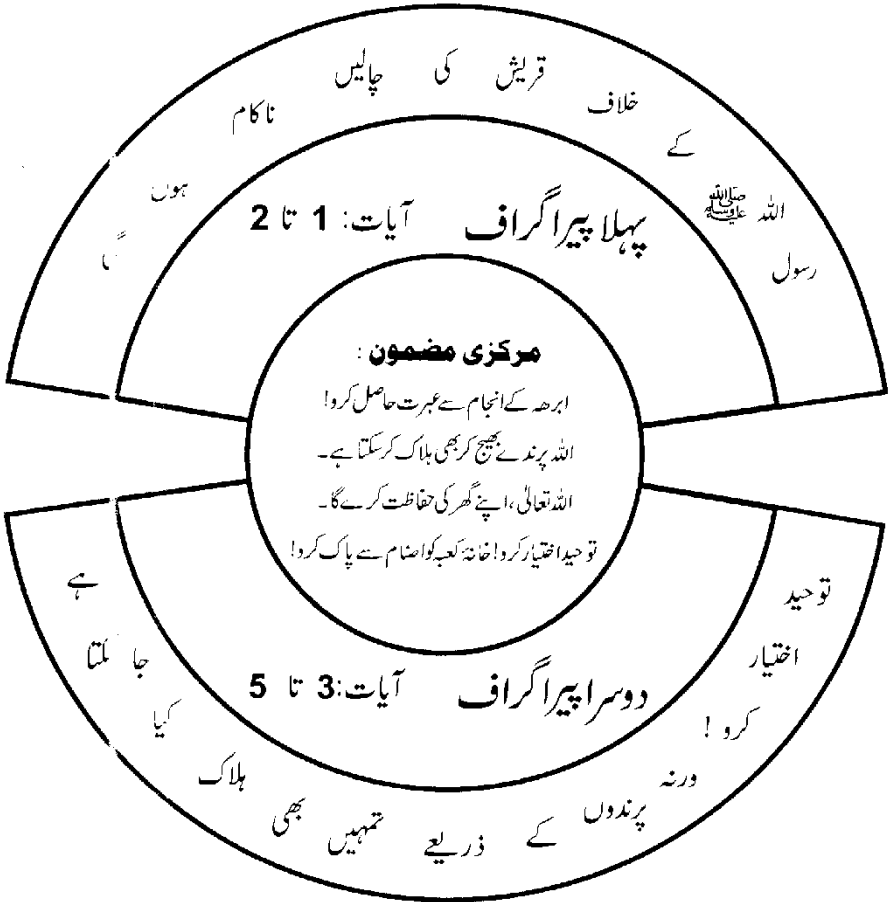 رسول اللہ ﷺ کے خلاف قریش کی چالیں ناکام ہوں
پہلا پیراگراف آیات: 1 تا 2
مرکزی مضمون :
ابرھہ کے انجام سے عبرت حاصل کرو!
اللہ پرندے بھیج کر بھی ہلاک کر سکتا ہے۔
اللہ تعالیٰ، اپنے گھر کی حفاظت کرے گا۔
توحید اختیار کرو! خانۂ کعبہ کو اصنام سے پاک کرو!
دوسرا پیراگراف آیات: 3 تا 5
توحید اختیار کرو ! ورنہ پرندوں کے ذریعے تمہیں بھی ہلاک کیا جا ہے